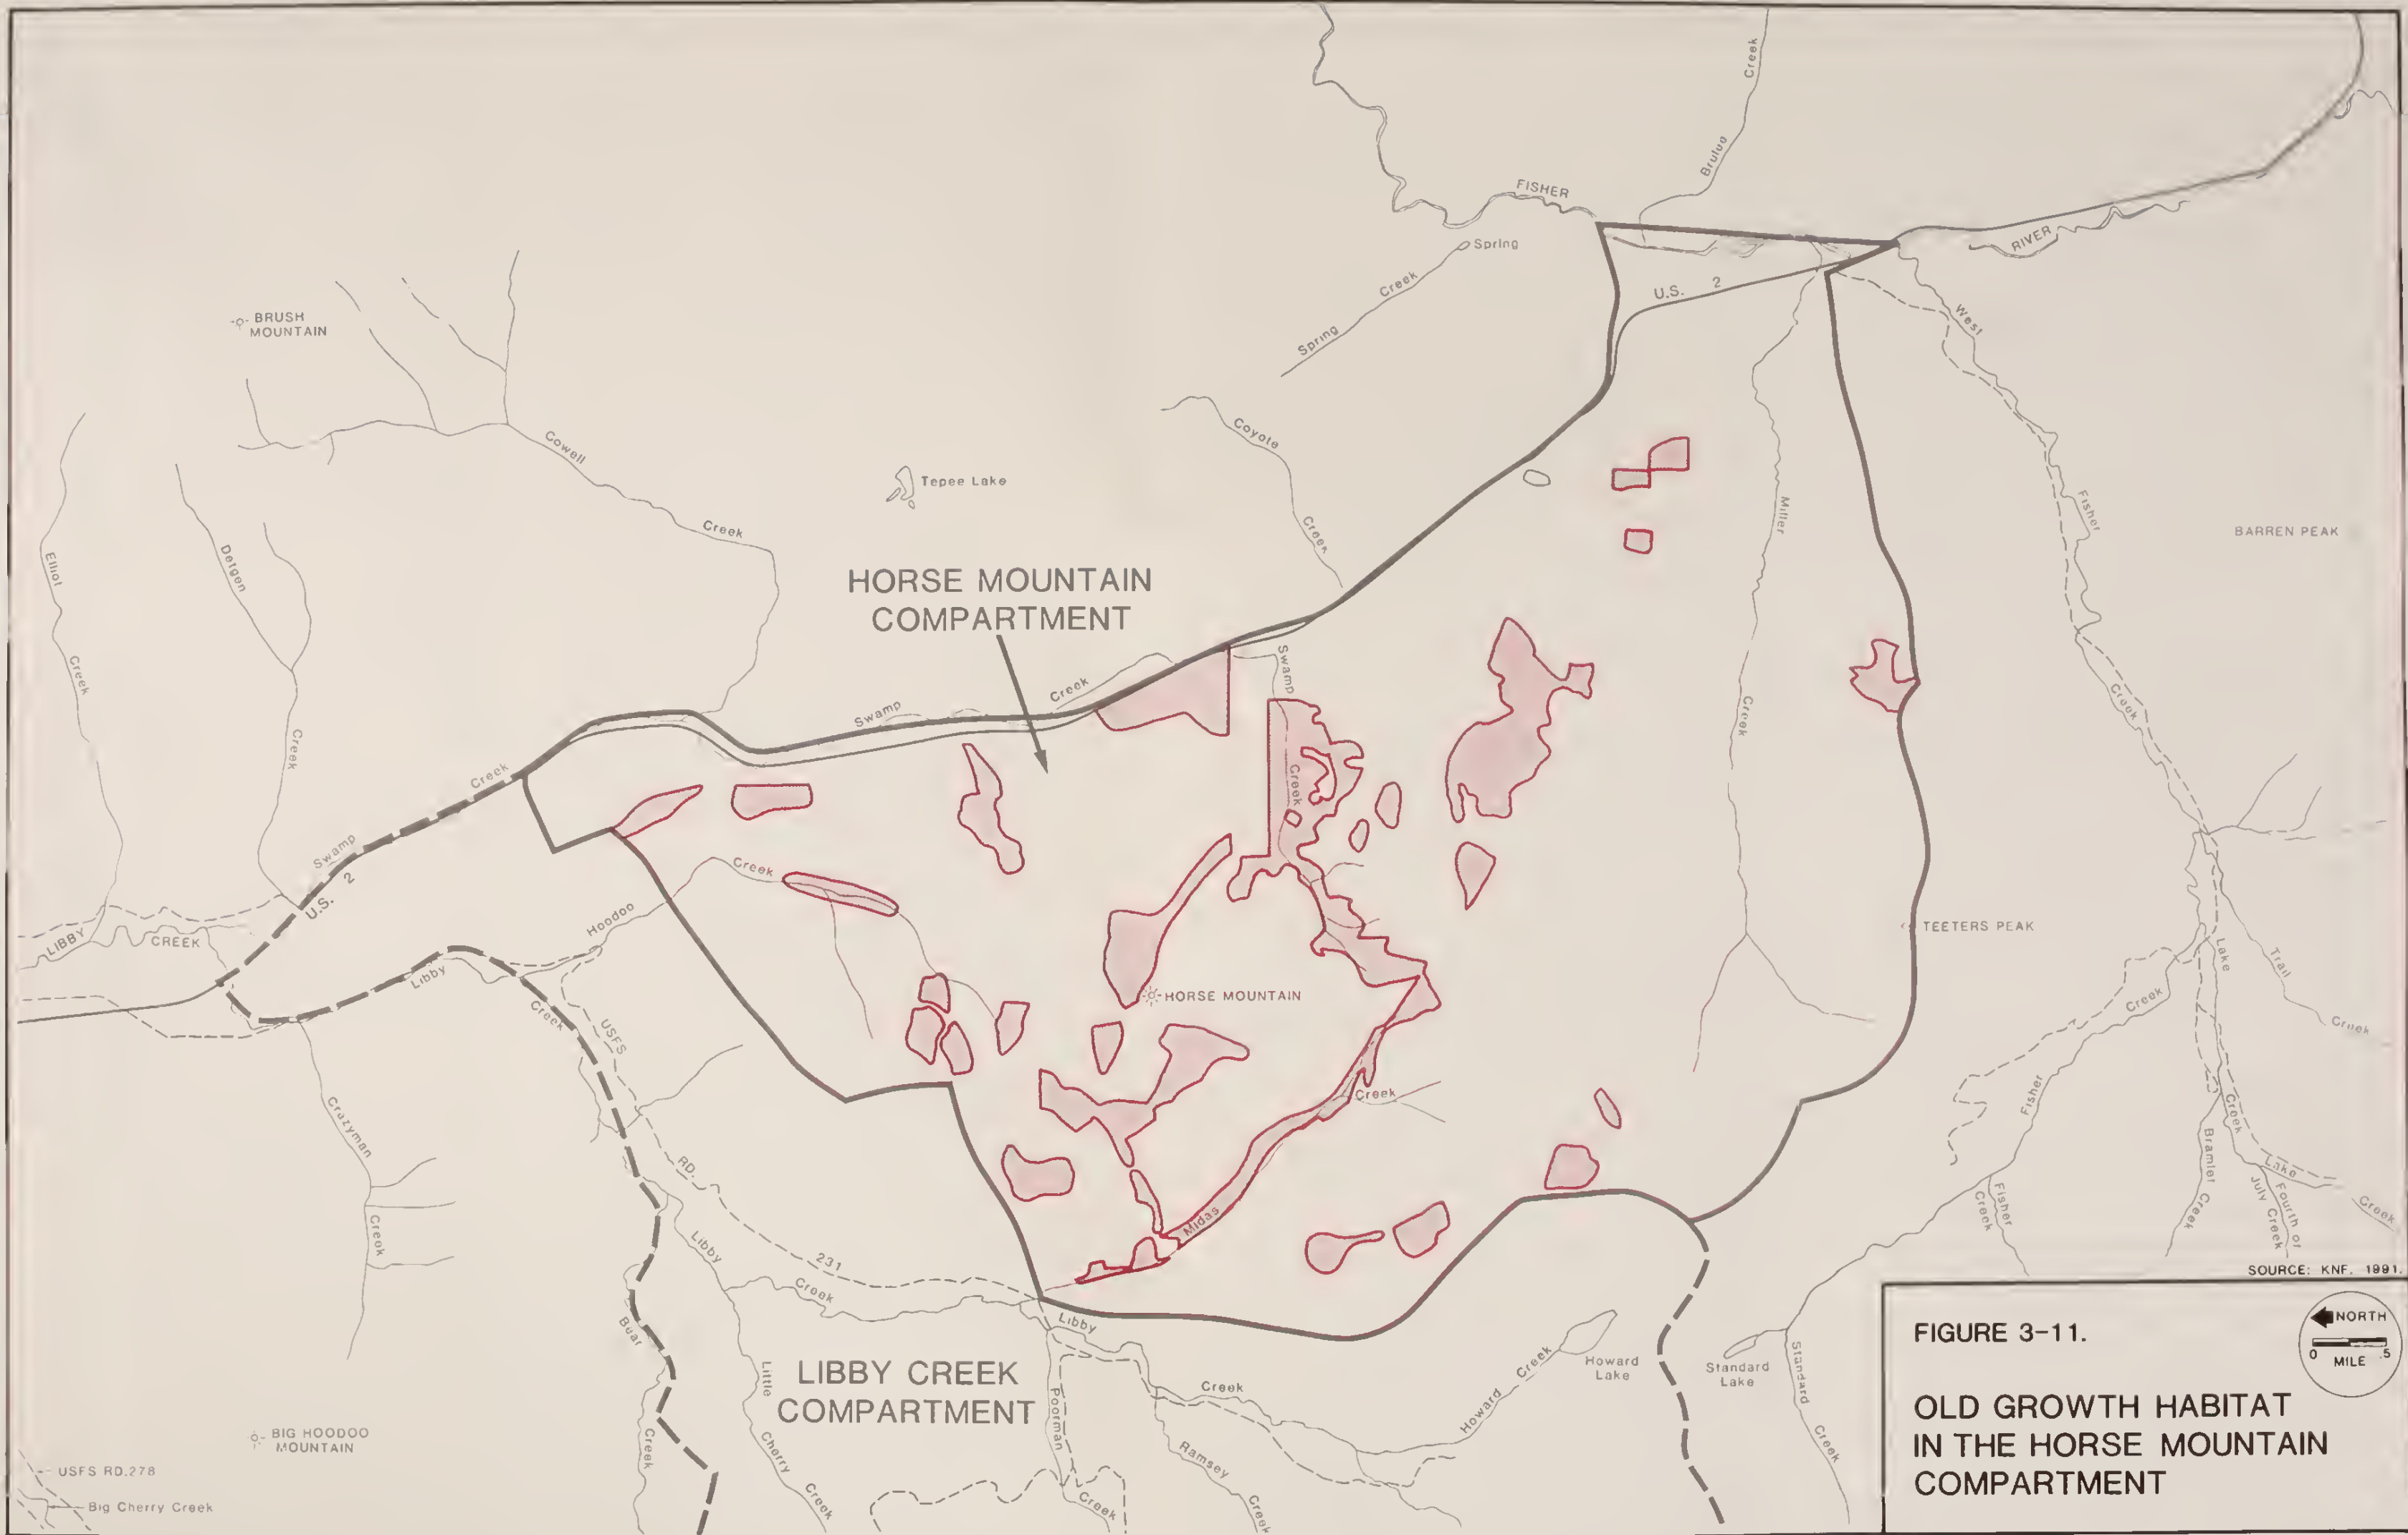 Creek
Bruluo
FISHER
Spring
RIVER
Creek
U.S. 2
Spring
West
BRUSH
MOUNTAIN
Cowell
Coyote
Tepee Lake
Creek
Creek
Miller
Fisher
BARREN PEAK
Elliot
Detgen
HORSE MOUNTAIN
COMPARTMENT
Creek
Creek
Swamp
Creek
Swamp
Creek
Creek
Creek
Creek
Creek
Swamp
U.S. 2
Creek
Hoodoo
LIBBY
CREEK
TEETERS PEAK
Libby
Creek
Lake
Trail
Creek
HORSE MOUNTAIN
Creek
USFS
Creek
Crazyman
Fisher
Creek
Bramlet
Creek
RD.
Lake
Creek
Fisher
Creek
July
Fourth of
Creek
Creek
Midas
Libby
231
Creek
SOURCE: KNF. 1991.
Libby
Bear
Creek
LIBBY CREEK
COMPARTMENT
Little
Cherry
Creek
Poorman
Creek
Creek
Ramsey
Creek
Howard
Creek
Howard
Lake
Standard
Lake
Standard
Creek
BIG HOODOO
MOUNTAIN
USFS RD.278
Big Cherry Creek
NORTH
0 .5
MILE
FIGURE 3-11.
OLD GROWTH HABITAT
IN THE HORSE MOUNTAIN
COMPARTMENT